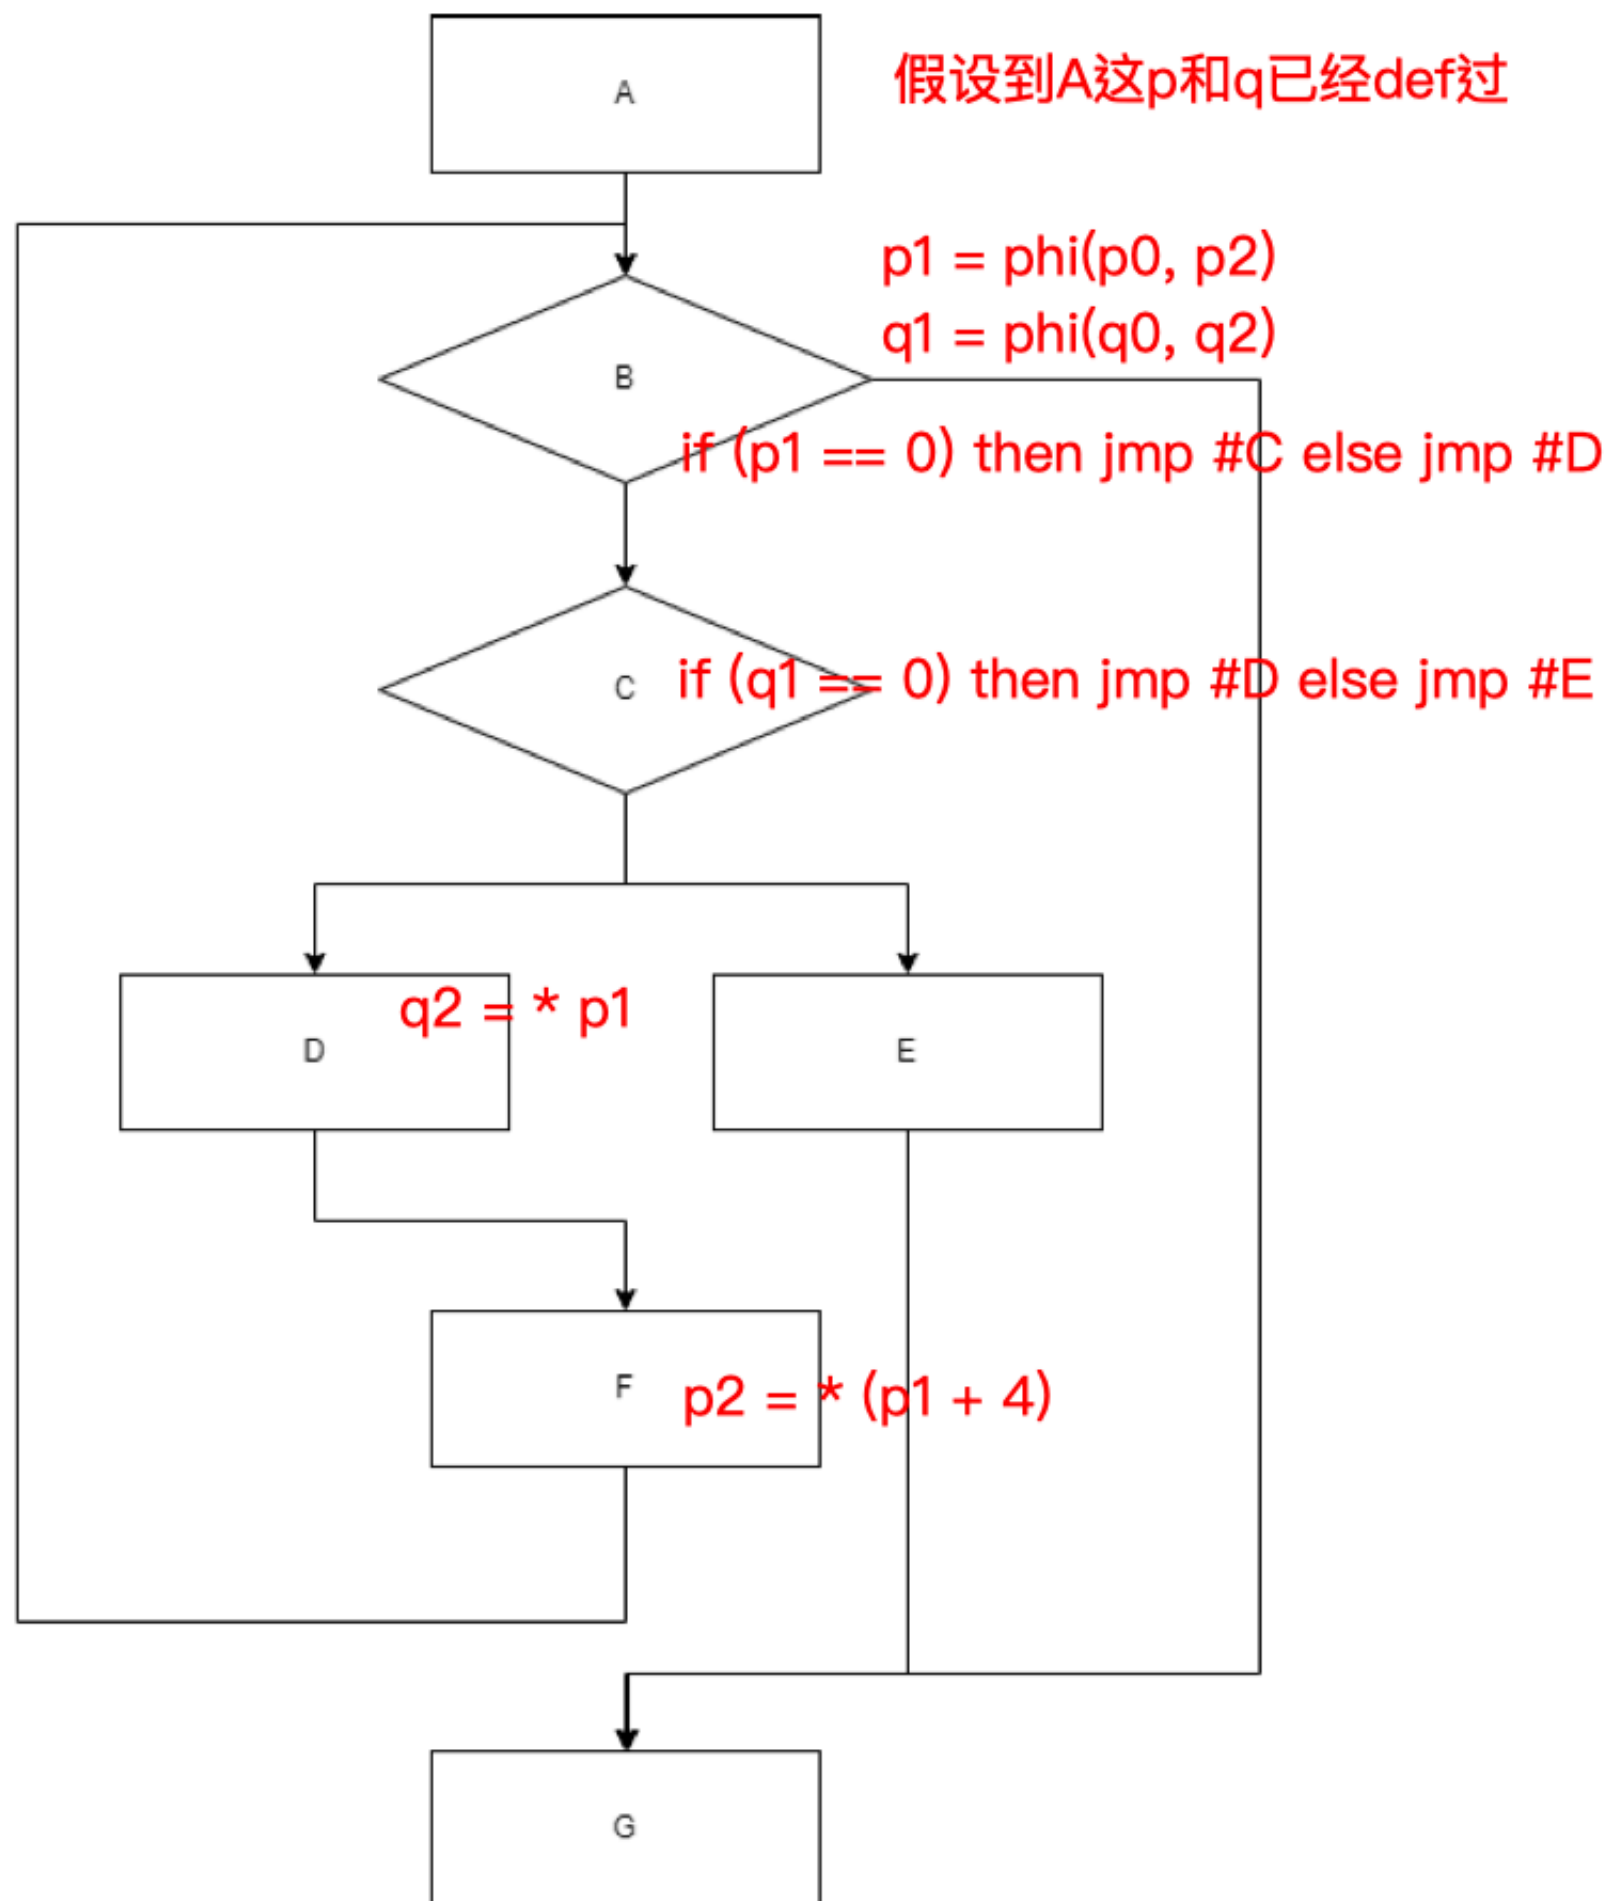 A
假设到A这p和q已经def过
p1 = phi(p0, p2)
q1 = phi(q0, q2)
B
if (p1 == 0) then jmp #C else jmp #D
C
if (q1 == 0) then jmp #D else jmp #E
q2 = * p1
D
E
F
p2 = * (p1 + 4)
G